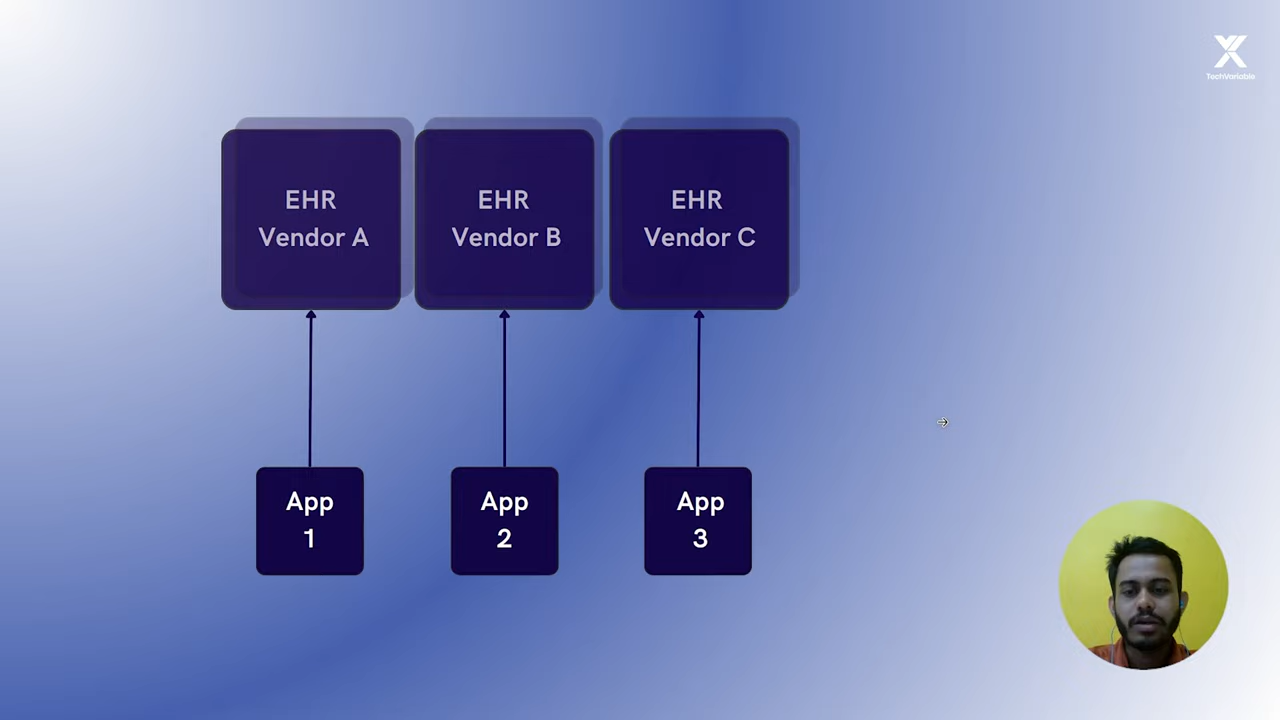 TechVariable
EHR
Vendor A
EHR
Vendor B
EHR
Vendor C
App
1
App
2
App
3